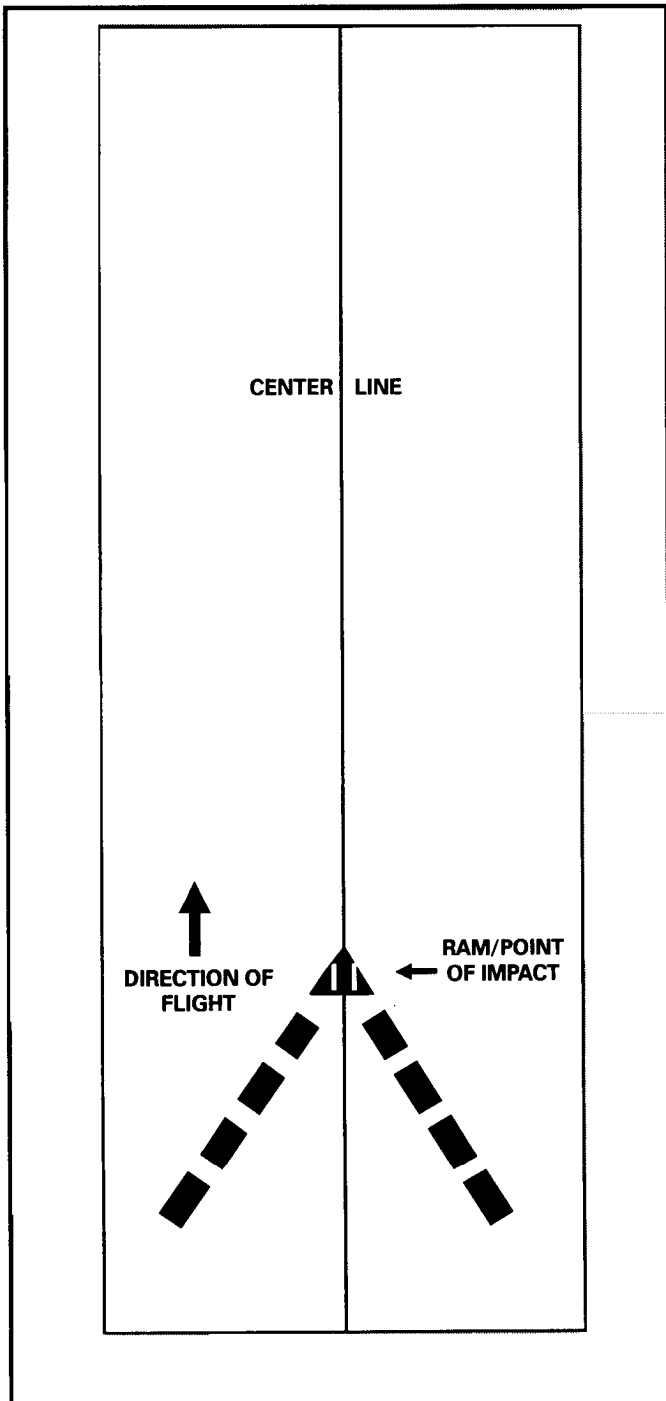 CENTER LINE
DIRECTION OF
FLIGHT
RAM/POINT
OF IMPACT